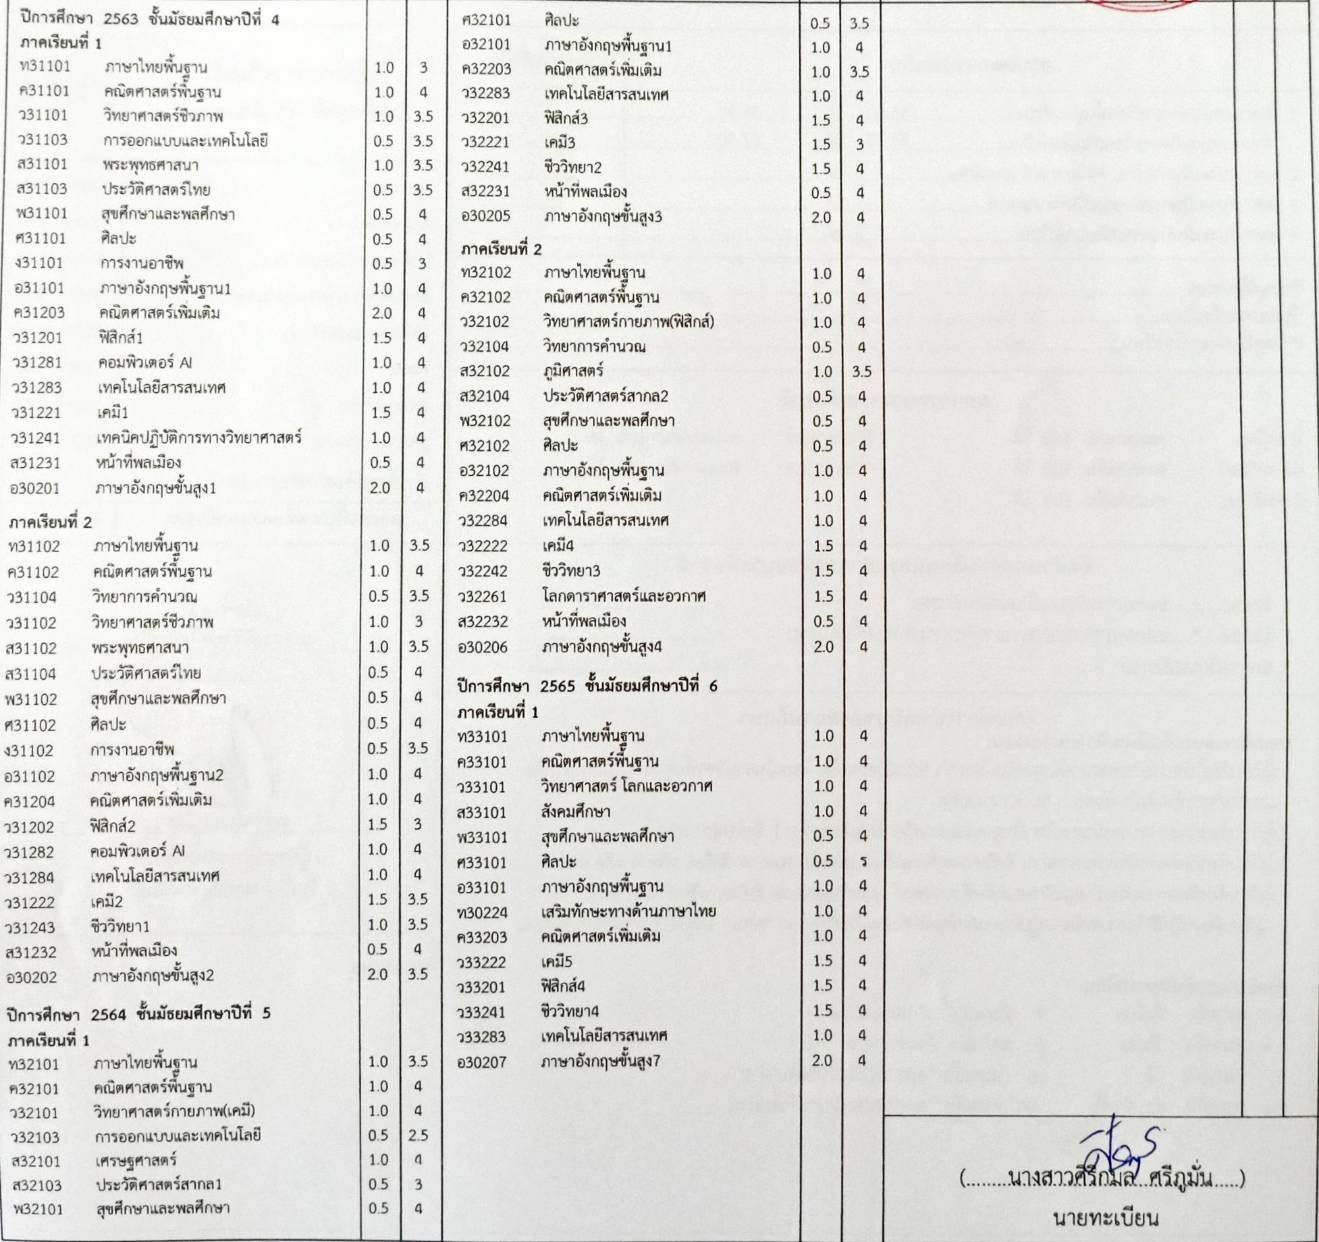 ปีการศึกษา 2563 ชั้นมัธยมศึกษาปีที่ 4
ภาคเรียนที่ 1
ท31101 ภาษาไทยพื้นฐาน 1.0 3
ค31101 คณิตศาสตร์พื้นฐาน 1.0 4
ว31101 วิทยาศาสตร์ชีวภาพ 1.0 3.5
ว31103 การออกแบบและเทคโนโลยี 0.5 3.5
ส31101 พระพุทธศาสนา 1.0 3.5
ส31103 ประวัติศาสตร์ไทย 0.5 3.5
พ31101 สุขศึกษาและพลศึกษา 0.5 4
ศ31101 ศิลปะ 0.5 4
ง31101 การงานอาชีพ 0.5 3
อ31101 ภาษาอังกฤษพื้นฐาน1 1.0 4
ค31203 คณิตศาสตร์เพิ่มเติม 2.0 4
ว31201 ฟิสิกส์1 1.5 4
ว31281 คอมพิวเตอร์ AI 1.0 4
ว31283 เทคโนโลยีสารสนเทศ 1.0 4
ว31221 เคมี1 1.5 4
ว31241 เทคนิคปฏิบัติการทางวิทยาศาสตร์ 1.0 4
ส31231 หน้าที่พลเมือง 0.5 4
อ30201 ภาษาอังกฤษขั้นสูง1 2.0 4
ภาคเรียนที่ 2
ท31102 ภาษาไทยพื้นฐาน 1.0 3.5
ค31102 คณิตศาสตร์พื้นฐาน 1.0 4
ว31104 วิทยาการคำนวณ 0.5 3.5
ว31102 วิทยาศาสตร์ชีวภาพ 1.0 3
ส31102 พระพุทธศาสนา 1.0 3.5
ส31104 ประวัติศาสตร์ไทย 0.5 4
พ31102 สุขศึกษาและพลศึกษา 0.5 4
ศ31102 ศิลปะ 0.5 4
ง31102 การงานอาชีพ 0.5 3.5
อ31102 ภาษาอังกฤษพื้นฐาน2 1.0 4
ค31204 คณิตศาสตร์เพิ่มเติม 1.0 4
ว31202 ฟิสิกส์2 1.5 3
ว31282 คอมพิวเตอร์ AI 1.0 4
ว31284 เทคโนโลยีสารสนเทศ 1.0 4
ว31222 เคมี2 1.5 3.5
ว31243 ชีววิทยา1 1.0 3.5
ส31232 หน้าที่พลเมือง 0.5 4
อ30202 ภาษาอังกฤษขั้นสูง2 2.0 3.5
ปีการศึกษา 2564 ชั้นมัธยมศึกษาปีที่ 5
ภาคเรียนที่ 1
ท32101 ภาษาไทยพื้นฐาน 1.0 3.5
ค32101 คณิตศาสตร์พื้นฐาน 1.0 4
ว32101 วิทยาศาสตร์กายภาพ(เคมี) 1.0 4
ว32103 การออกแบบและเทคโนโลยี 0.5 2.5
ส32101 เศรษฐศาสตร์ 1.0 4
ส32103 ประวัติศาสตร์สากล1 0.5 3
พ32101 สุขศึกษาและพลศึกษา 0.5 4
ศ32101 ศิลปะ 0.5 3.5
อ32101 ภาษาอังกฤษพื้นฐาน1 1.0 4
ค32203 คณิตศาสตร์เพิ่มเติม 1.0 3.5
ว32283 เทคโนโลยีสารสนเทศ 1.0 4
ว32201 ฟิสิกส์3 1.5 4
ว32221 เคมี3 1.5 3
ว32241 ชีววิทยา2 1.5 4
ส32231 หน้าที่พลเมือง 0.5 4
อ30205 ภาษาอังกฤษขั้นสูง3 2.0 4
ภาคเรียนที่ 2
ท32102 ภาษาไทยพื้นฐาน 1.0 4
ค32102 คณิตศาสตร์พื้นฐาน 1.0 4
ว32102 วิทยาศาสตร์กายภาพ(ฟิสิกส์) 1.0 4
ว32104 วิทยาการคำนวณ 0.5 4
ส32102 ภูมิศาสตร์ 1.0 3.5
ส32104 ประวัติศาสตร์สากล2 0.5 4
พ32102 สุขศึกษาและพลศึกษา 0.5 4
ศ32102 ศิลปะ 0.5 4
อ32102 ภาษาอังกฤษพื้นฐาน 1.0 4
ค32204 คณิตศาสตร์เพิ่มเติม 1.0 4
ว32284 เทคโนโลยีสารสนเทศ 1.0 4
ว32222 เคมี4 1.5 4
ว32242 ชีววิทยา3 1.5 4
ว32261 โลกดาราศาสตร์และอวกาศ 1.5 4
ส32232 หน้าที่พลเมือง 0.5 4
อ30206 ภาษาอังกฤษขั้นสูง4 2.0 4
ปีการศึกษา 2565 ชั้นมัธยมศึกษาปีที่ 6
ภาคเรียนที่ 1
ท33101 ภาษาไทยพื้นฐาน 1.0 4
ค33101 คณิตศาสตร์พื้นฐาน 1.0 4
ว33101 วิทยาศาสตร์ โลกและอวกาศ 1.0 4
ส33101 สังคมศึกษา 1.0 4
พ33101 สุขศึกษาและพลศึกษา 0.5 4
ศ33101 ศิลปะ 0.5 ร
อ33101 ภาษาอังกฤษพื้นฐาน 1.0 4
ท30224 เสริมทักษะทางด้านภาษาไทย 1.0 4
ค33203 คณิตศาสตร์เพิ่มเติม 1.0 4
ว33222 เคมี5 1.5 4
ว33201 ฟิสิกส์4 1.5 4
ว33241 ชีววิทยา4 1.5 4
ว33283 เทคโนโลยีสารสนเทศ 1.0 4
อ30207 ภาษาอังกฤษขั้นสูง7 2.0 4
(........นางสาวศิริกมล...ศรีภูมั่น.....)
นายทะเบียน